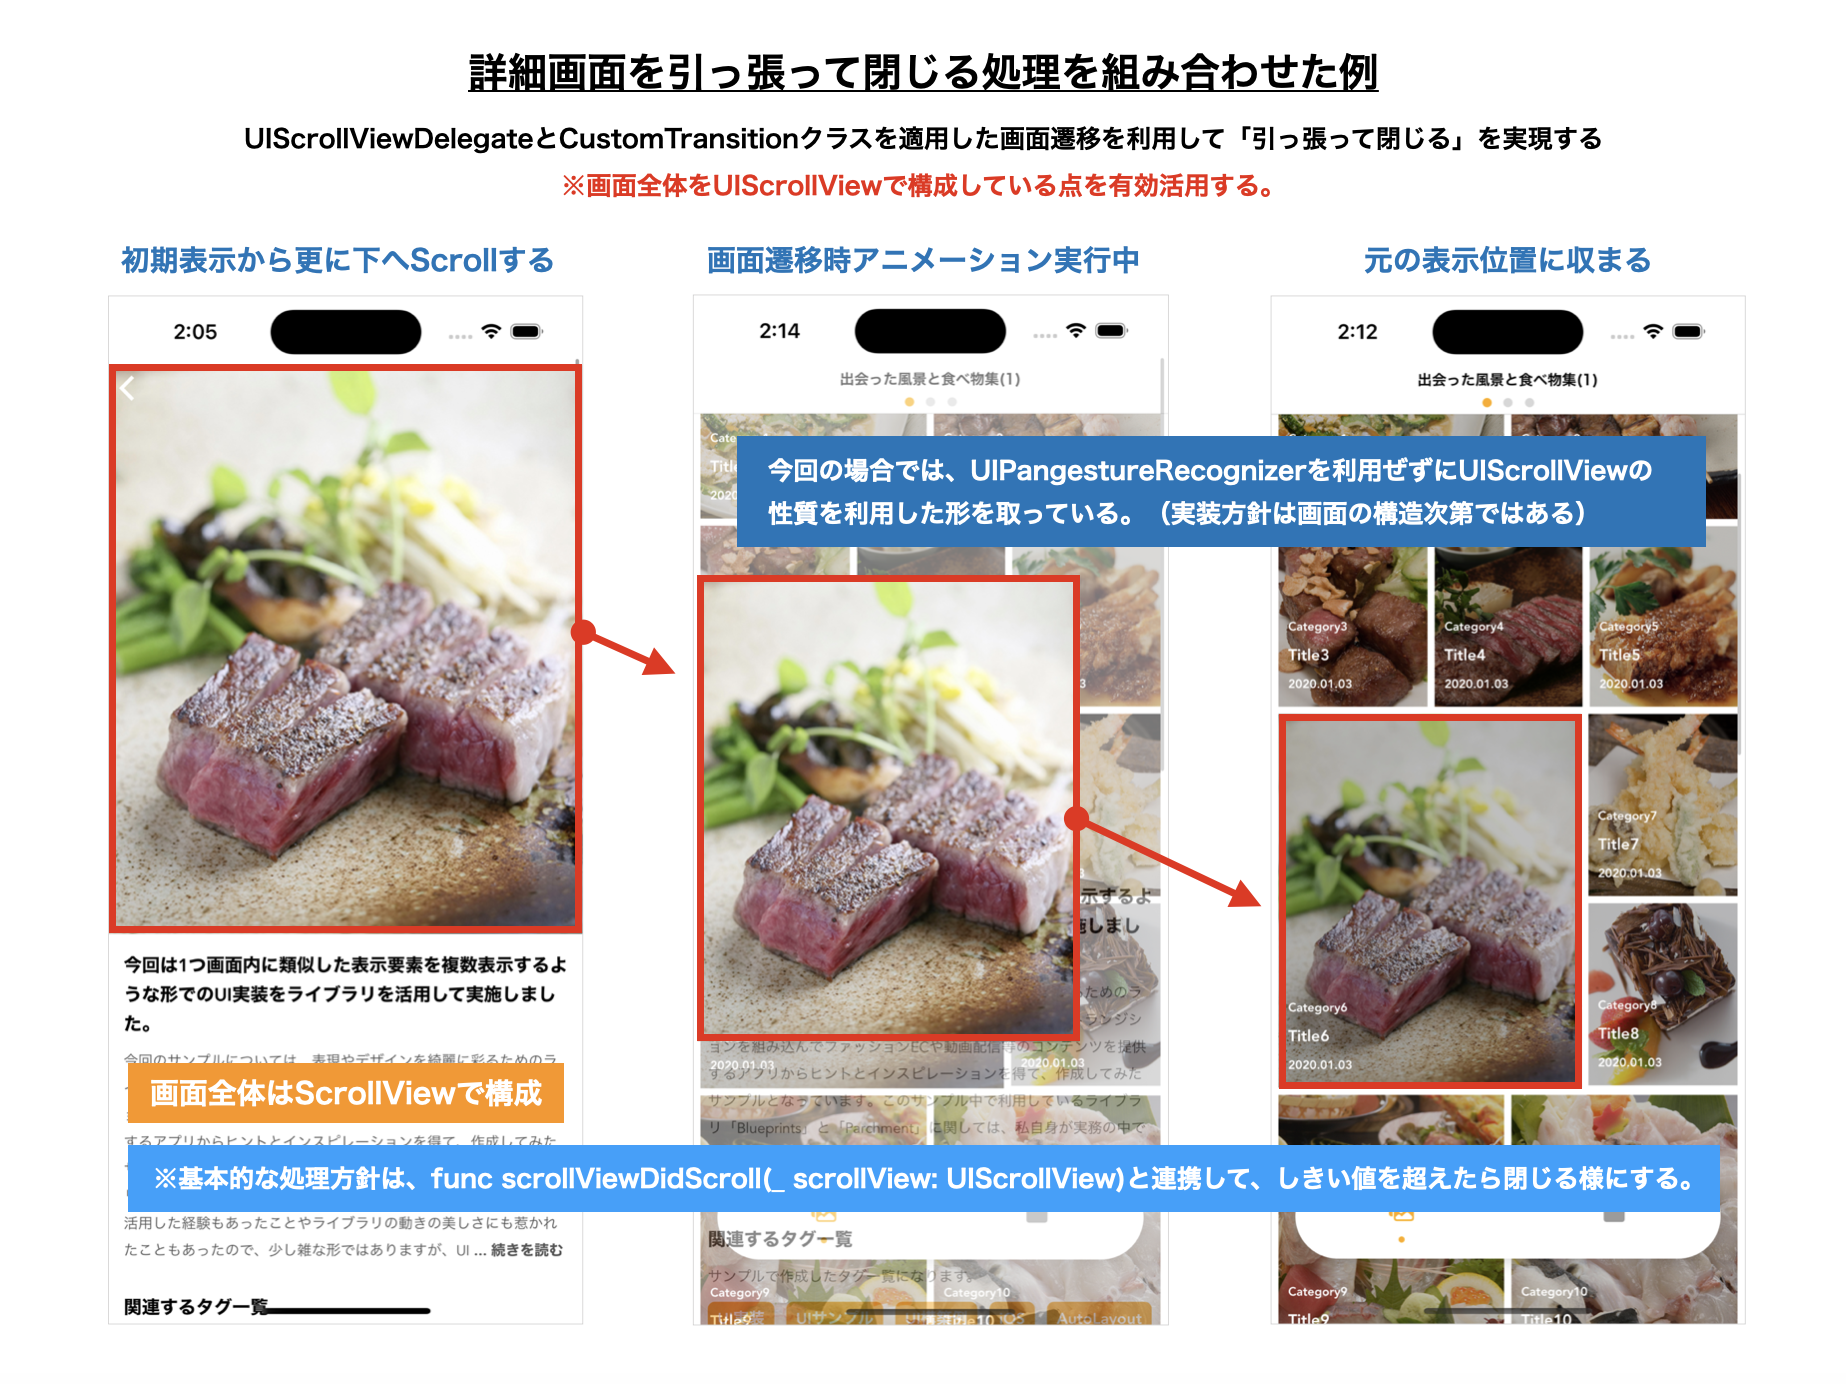 詳細画面を引っ張って閉じる処理を組み合わせた例
UIScrollViewDelegateとCustomTransitionクラスを適用した画面遷移を利用して「引っ張って閉じる」を実現する
※画面全体をUIScrollViewで構成している点を有効活用する。
初期表示から更に下へScrollする
2:05
今回は1つ画面内に類似した表示要素を複数表示するよ
うな形でのUI実装をライブラリを活用して実施しまし
た。
今回のサンプルについては、表現やデザインを綺麗に彩るためのラ
画面全体はScrollViewで構成
するアプリからヒントとインスピレーションを得て、作成してみた
活用した経験もあったことやライブラリの動きの美しさにも惹かれ
たこともあったので、少し雑な形ではありますが、UI ... 続きを読む
関連するタグ一覧
画面遷移時アニメーション実行中
2:14
出会った風景と食べ物集(1)
Cate
Title
2020
今回の場合では、UIPangestureRecognizerを利用ぜずにUIScrollViewの
性質を利用した形を取っている。（実装方針は画面の構造次第ではある）
3
示するよ
施しまし
ためのラ
トランジシ
ョンを組み込んでファッションECや動画配信等のコンテンツを提供
2020.01.03
2020.01.03
するアプリからヒントとインスピレーションを得て、作成してみた
サンプルとなっています。このサンプル中で利用しているライブラ
リ「Blueprints」と「Parchment」に関しては、私自身が実務の中で
※基本的な処理方針は、func scrollViewDidScroll(_ scrollView: UIScrollView)と連携して、しきい値を超えたら閉じる様にする。
関連するタグ一覧
サンプルで作成したタグ一覧になります。
Category9
Category10
Title9
UIサンプル
Title10
AutoLayout
元の表示位置に収まる
2:12
出会った風景と食べ物集(1)
Category3
Title3
2020.01.03
Category4
Title4
2020.01.03
Category5
Title5
2020.01.03
Category6
Title6
2020.01.03
Category7
Title7
2020.01.03
Category8
Title8
2020.01.03
Category9
Title9
Category10
Title10